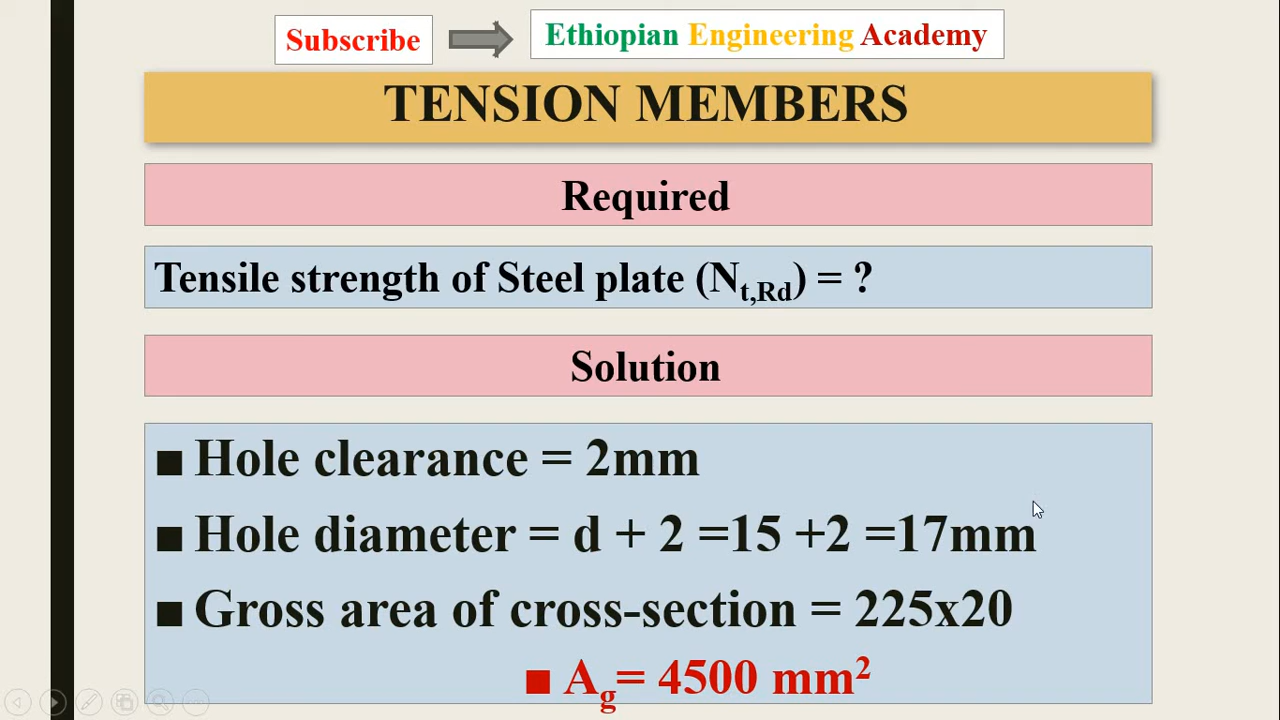 Subscribe
Ethiopian Engineering Academy
TENSION MEMBERS
Required
Tensile strength of Steel plate (Nt,Rd) = ?
Solution
■ Hole clearance = 2mm
■ Hole diameter = d + 2 =15 +2 =17mm
■ Gross area of cross-section = 225x20
■ Ag= 4500 mm²